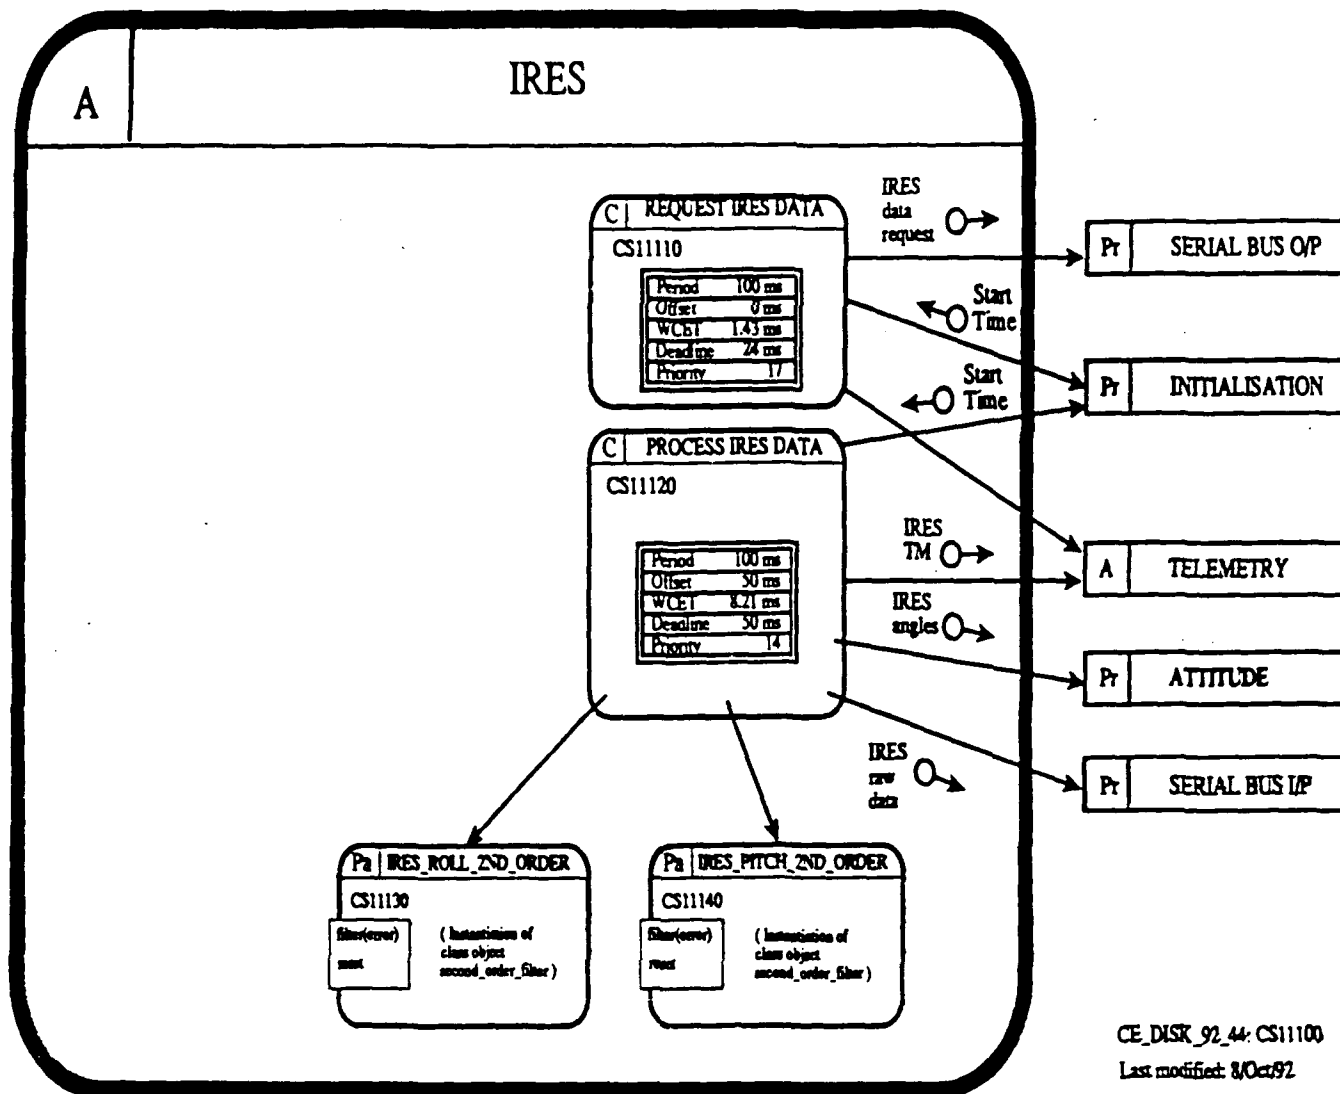 A
IRES
C REQUEST IRES DATA
CS11110
Period 100 ms
Offset 0 ms
WCET 1.43 ms
Deadline 24 ms
Priority 17
IRES
data
request
Start
Time
Start
Time
Pr SERIAL BUS O/P
Pr INITIALISATION
C PROCESS IRES DATA
CS11120
Period 100 ms
Offset 50 ms
WCET 8.21 ms
Deadline 50 ms
Priority 14
IRES
TM
IRES
angles
A TELEMETRY
Pr ATTITUDE
IRES
raw
data
Pr SERIAL BUS I/P
Pa IRES_ROLL_2ND_ORDER
CS11130
filter(error)
reset
( Instantiation of
class object
second_order_filter )
Pa IRES_PITCH_2ND_ORDER
CS11140
filter(error)
reset
( Instantiation of
class object
second_order_filter )
CE_DISK_92_44: CS11100
Last modified: 8/Oct/92